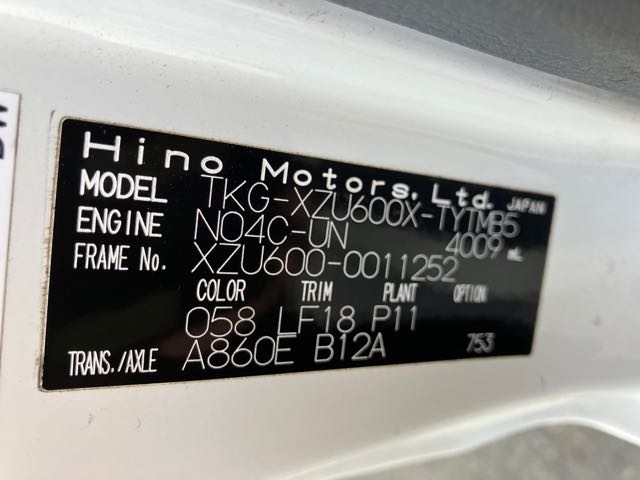 Hino Motors, Ltd. JAPAN
MODEL TKG-XZU600X-TYTMB5
ENGINE N04C-UN 4009 mL
FRAME No. XZU600-0011252
COLOR TRIM PLANT OPTION
058 LF18 P11
TRANS./AXLE A860E B12A 753